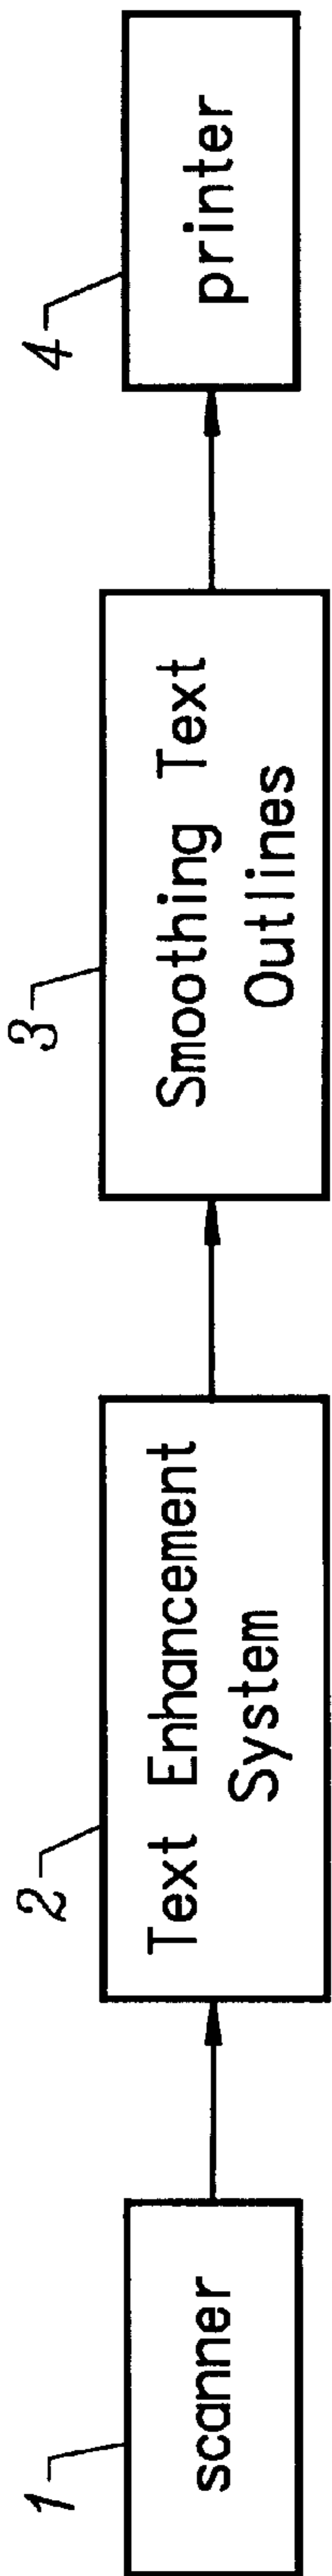 1
scanner
2
Text Enhancement
System
3
Smoothing Text
Outlines
4
printer